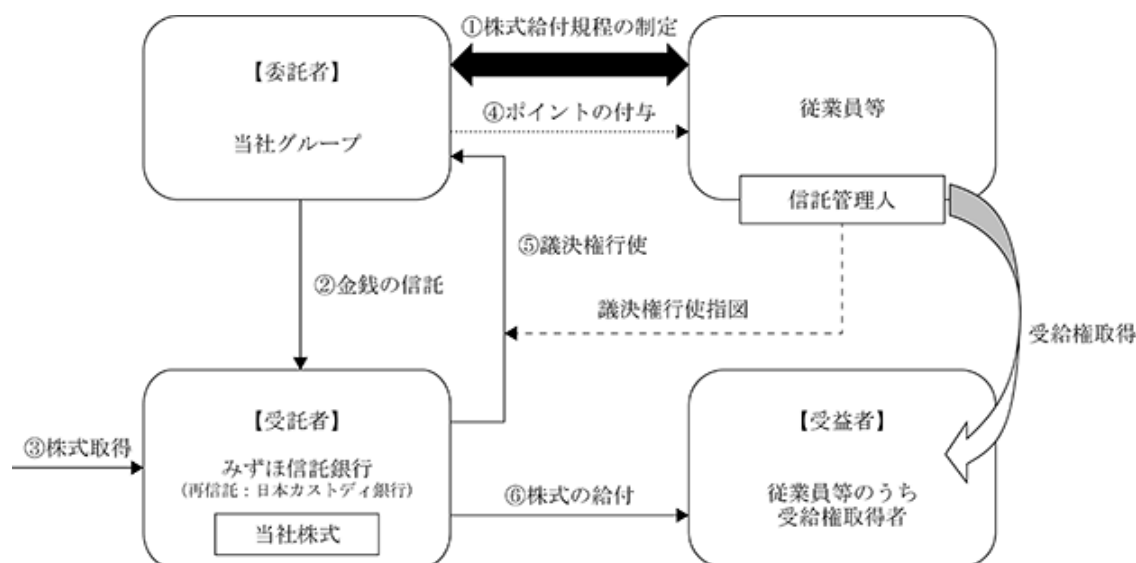 ①株式給付規程の制定
【委託者】
当社グループ
従業員等
④ポイントの付与
信託管理人
⑤議決権行使
②金銭の信託
議決権行使指図
受給権取得
③株式取得
【受託者】
みずほ信託銀行
(再信託：日本カストディ銀行)
当社株式
⑥株式の給付
【受益者】
従業員等のうち
受給権取得者